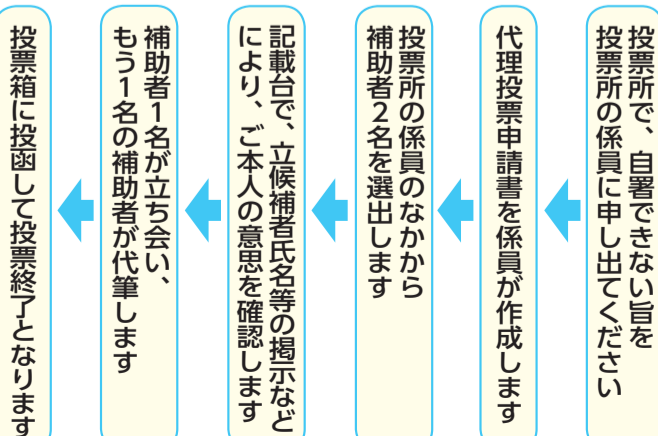 投票所で、自署できない旨を
投票所の係員に申し出てください
代理投票申請書を係員が作成します
投票所の係員のなかから
補助者2名を選出します
記載台で、立候補者氏名等の掲示など
により、ご本人の意思を確認します
補助者1名が立ち会い、
もう1名の補助者が代筆します
投票箱に投函して投票終了となります